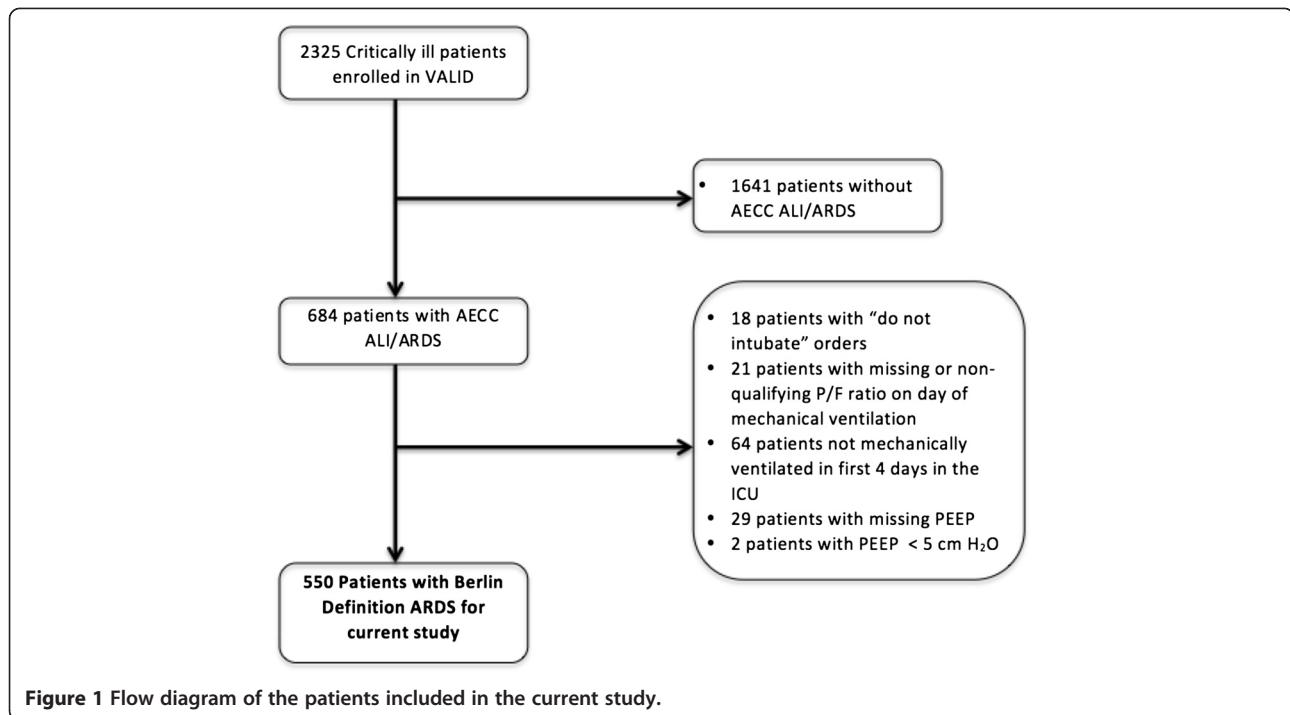 2325 Critically ill patients
enrolled in VALID
• 1641 patients without
AECC ALI/ARDS
684 patients with AECC
ALI/ARDS
• 18 patients with “do not
intubate” orders
• 21 patients with missing or non-
qualifying P/F ratio on day of
mechanical ventilation
• 64 patients not mechanically
ventilated in first 4 days in the
ICU
• 29 patients with missing PEEP
• 2 patients with PEEP < 5 cm H₂O
550 Patients with Berlin
Definition ARDS for
current study
Figure 1 Flow diagram of the patients included in the current study.